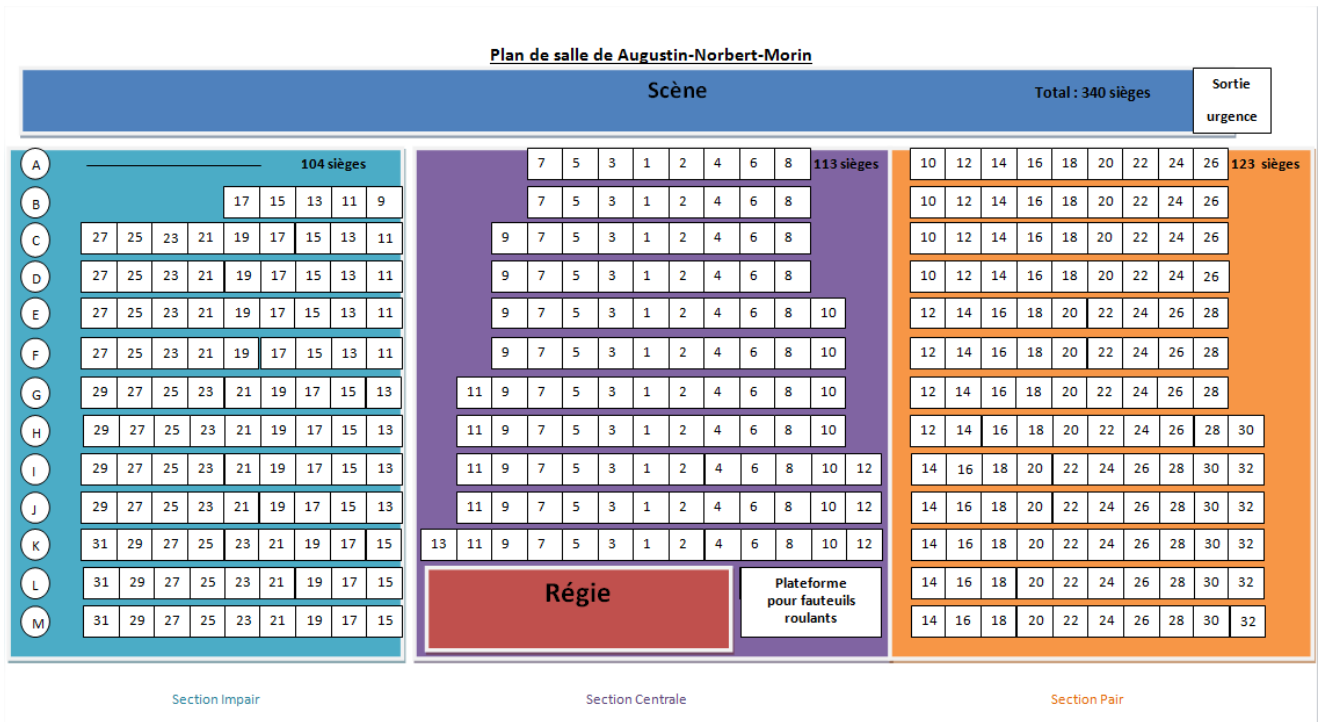 Plan de salle de Augustin-Norbert-Morin
Scène
Total : 340 sièges
Sortie
urgence
A 104 sièges 7 5 3 1 2 4 6 8 113 sièges 10 12 14 16 18 20 22 24 26 123 sièges
B 17 15 13 11 9 7 5 3 1 2 4 6 8 10 12 14 16 18 20 22 24 26
C 27 25 23 21 19 17 15 13 11 9 7 5 3 1 2 4 6 8 10 12 14 16 18 20 22 24 26
D 27 25 23 21 19 17 15 13 11 9 7 5 3 1 2 4 6 8 10 12 14 16 18 20 22 24 26
E 27 25 23 21 19 17 15 13 11 9 7 5 3 1 2 4 6 8 10 12 14 16 18 20 22 24 26 28
F 27 25 23 21 19 17 15 13 11 9 7 5 3 1 2 4 6 8 10 12 14 16 18 20 22 24 26 28
G 29 27 25 23 21 19 17 15 13 11 9 7 5 3 1 2 4 6 8 10 12 14 16 18 20 22 24 26 28
H 29 27 25 23 21 19 17 15 13 11 9 7 5 3 1 2 4 6 8 10 12 14 16 18 20 22 24 26 28 30
I 29 27 25 23 21 19 17 15 13 11 9 7 5 3 1 2 4 6 8 10 12 14 16 18 20 22 24 26 28 30 32
J 29 27 25 23 21 19 17 15 13 11 9 7 5 3 1 2 4 6 8 10 12 14 16 18 20 22 24 26 28 30 32
K 31 29 27 25 23 21 19 17 15 13 11 9 7 5 3 1 2 4 6 8 10 12 14 16 18 20 22 24 26 28 30 32
L 31 29 27 25 23 21 19 17 15 14 16 18 20 22 24 26 28 30 32
M 31 29 27 25 23 21 19 17 15 14 16 18 20 22 24 26 28 30 32
Régie
Plateforme
pour fauteuils
roulants
Section Impair
Section Centrale
Section Pair